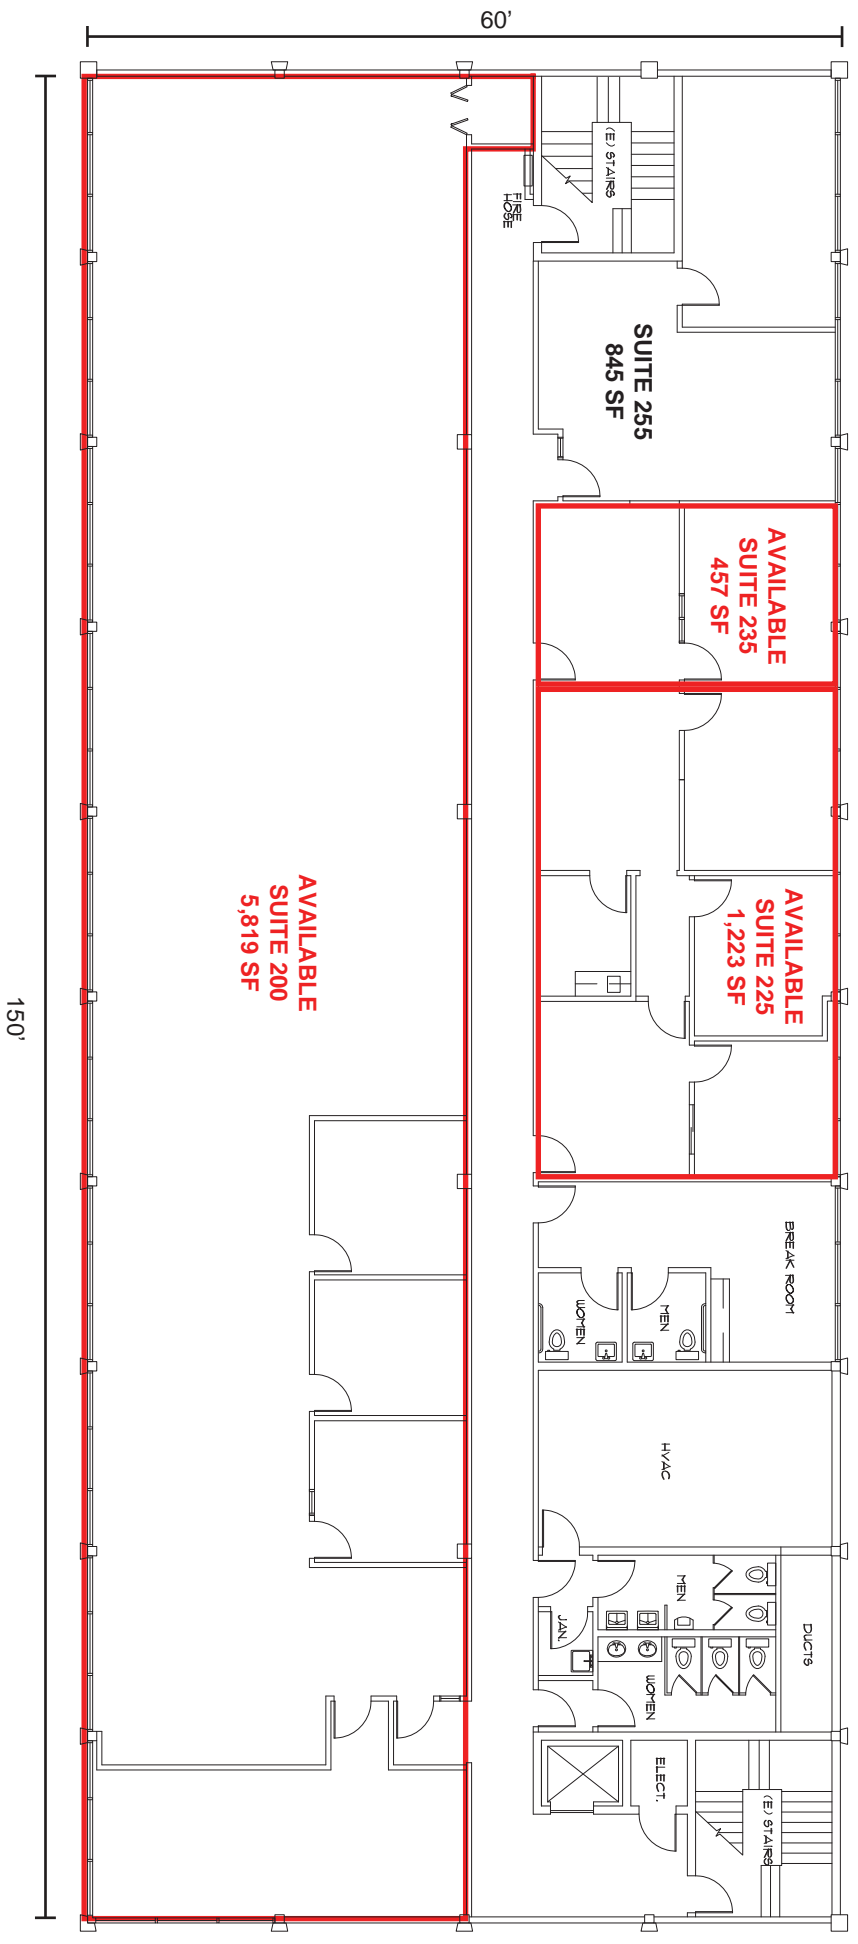 60'
(E) STAIRS
FIRE
HOSE
SUITE 255
845 SF
AVAILABLE
SUITE 235
457 SF
AVAILABLE
SUITE 225
1,223 SF
AVAILABLE
SUITE 200
5,819 SF
150'
BREAK ROOM
WOMEN
MEN
HVAC
MEN
JAN.
DUCTS
WOMEN
ELECT.
(E) STAIRS